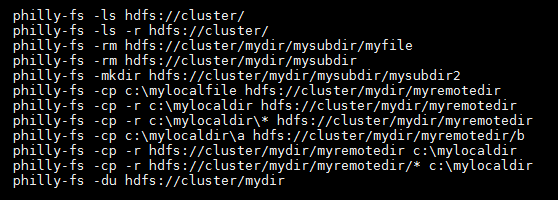 philly-fs -ls hdfs://cluster/
philly-fs -ls -r hdfs://cluster/
philly-fs -rm hdfs://cluster/mydir/mysubdir/myfile
philly-fs -rm hdfs://cluster/mydir/mysubdir
philly-fs -mkdir hdfs://cluster/mydir/mysubdir/mysubdir2
philly-fs -cp c:\mylocalfile hdfs://cluster/mydir/myremotedir
philly-fs -cp -r c:\mylocaldir hdfs://cluster/mydir/myremotedir
philly-fs -cp -r c:\mylocaldir\* hdfs://cluster/mydir/myremotedir
philly-fs -cp c:\mylocaldir\a hdfs://cluster/mydir/myremotedir/b
philly-fs -cp -r hdfs://cluster/mydir/myremotedir c:\mylocaldir
philly-fs -cp -r hdfs://cluster/mydir/myremotedir/* c:\mylocaldir
philly-fs -du hdfs://cluster/mydir